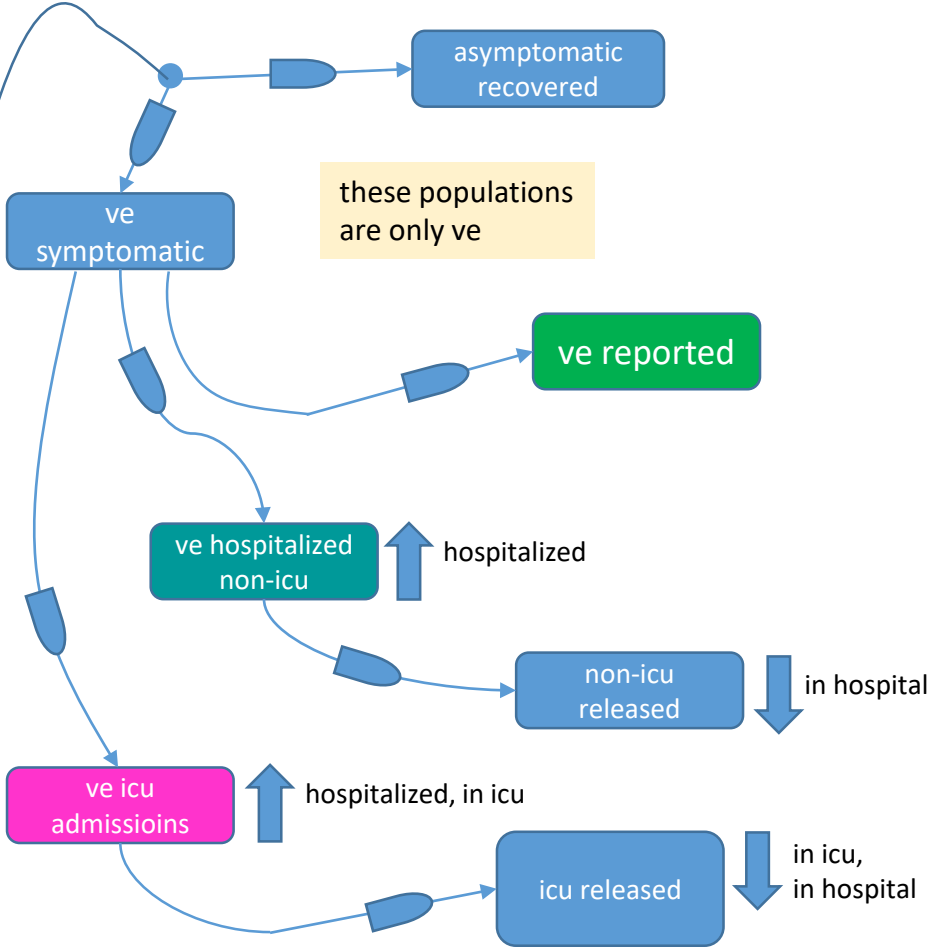 asymptomatic
recovered
ve
symptomatic
these populations
are only ve
ve reported
ve hospitalized
non-icu
hospitalized
non-icu
released
in hospital
ve icu
admissioins
hospitalized, in icu
icu released
in icu,
in hospital